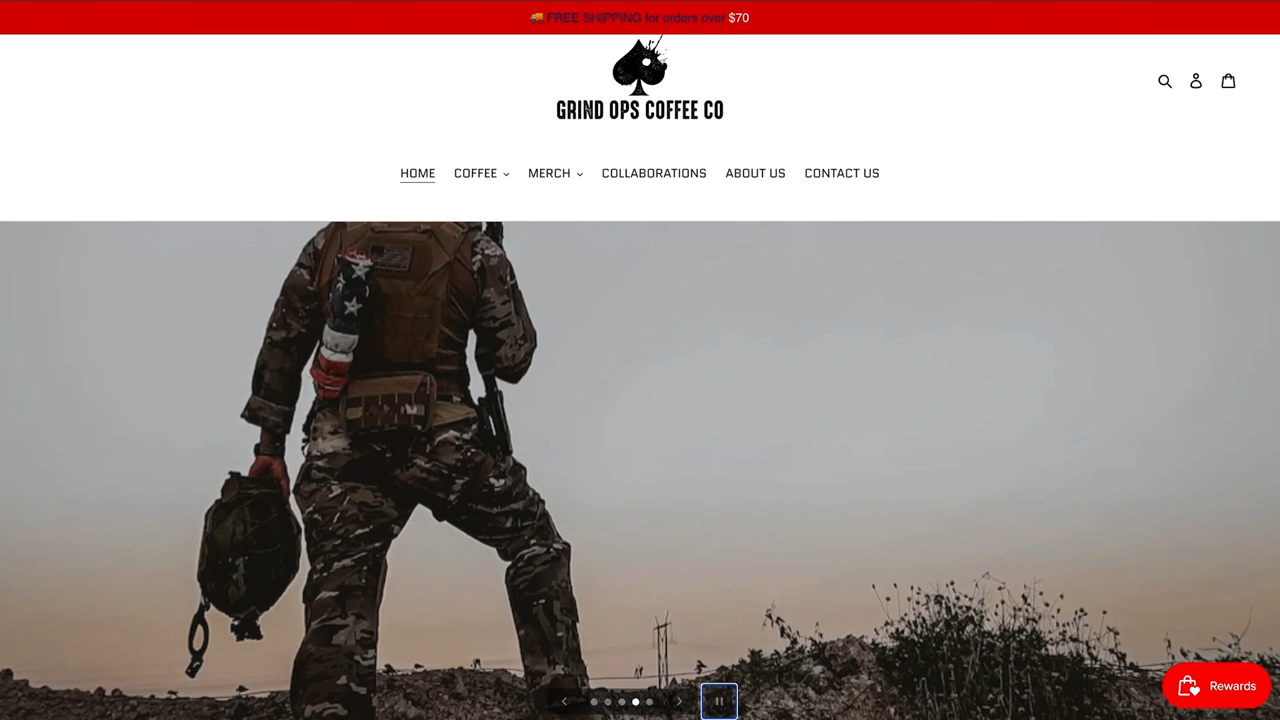 🚚 FREE SHIPPING for orders over $70
GRIND OPS COFFEE CO
HOME COFFEE MERCH COLLABORATIONS ABOUT US CONTACT US
Rewards